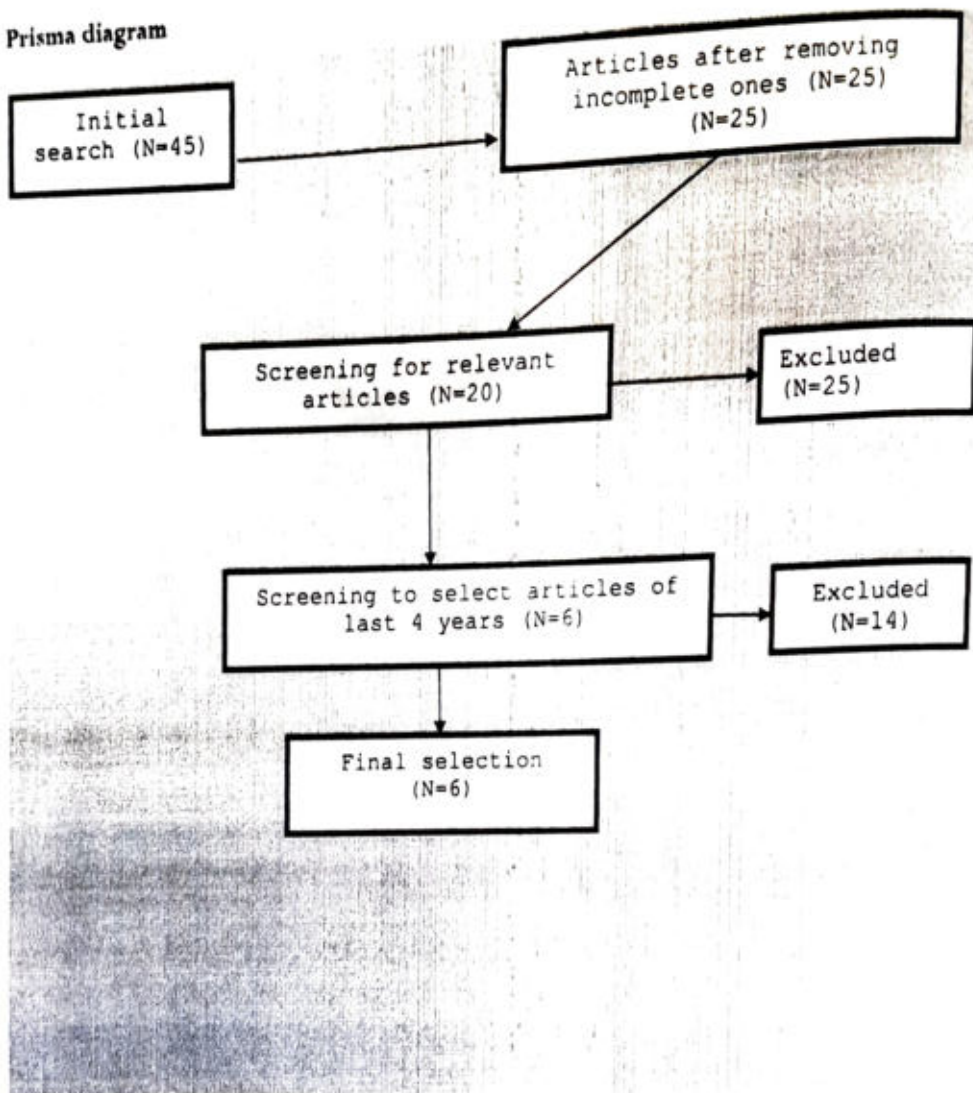 Prisma diagram
Initial
search (N=45)
Articles after removing
incomplete ones (N=25)
(N=25)
Screening for relevant
articles (N=20)
Excluded
(N=25)
Screening to select articles of
last 4 years (N=6)
Excluded
(N=14)
Final selection
(N=6)